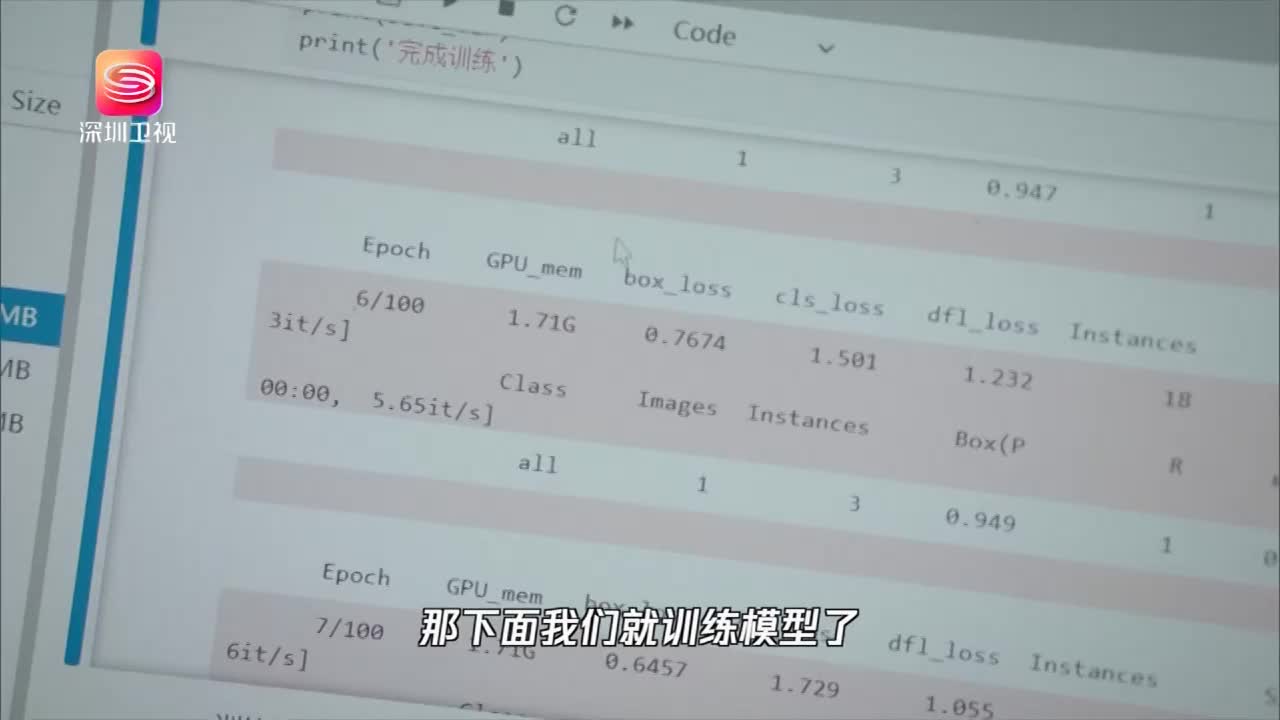 Code
print('完成训练')
Size
深圳卫视
all 1 3 0.947 1
Epoch GPU_mem box_loss cls_loss dfl_loss Instances
6/100 1.71G 0.7674 1.501 1.232 18
3it/s]
Class Images Instances Box(P R
00:00, 5.65it/s]
all 1 3 0.949 1
MB
MB
Epoch GPU_mem dfl_loss Instances
7/100 1.71G 0.6457 1.729 1.055
6it/s]
那下面我们就训练模型了